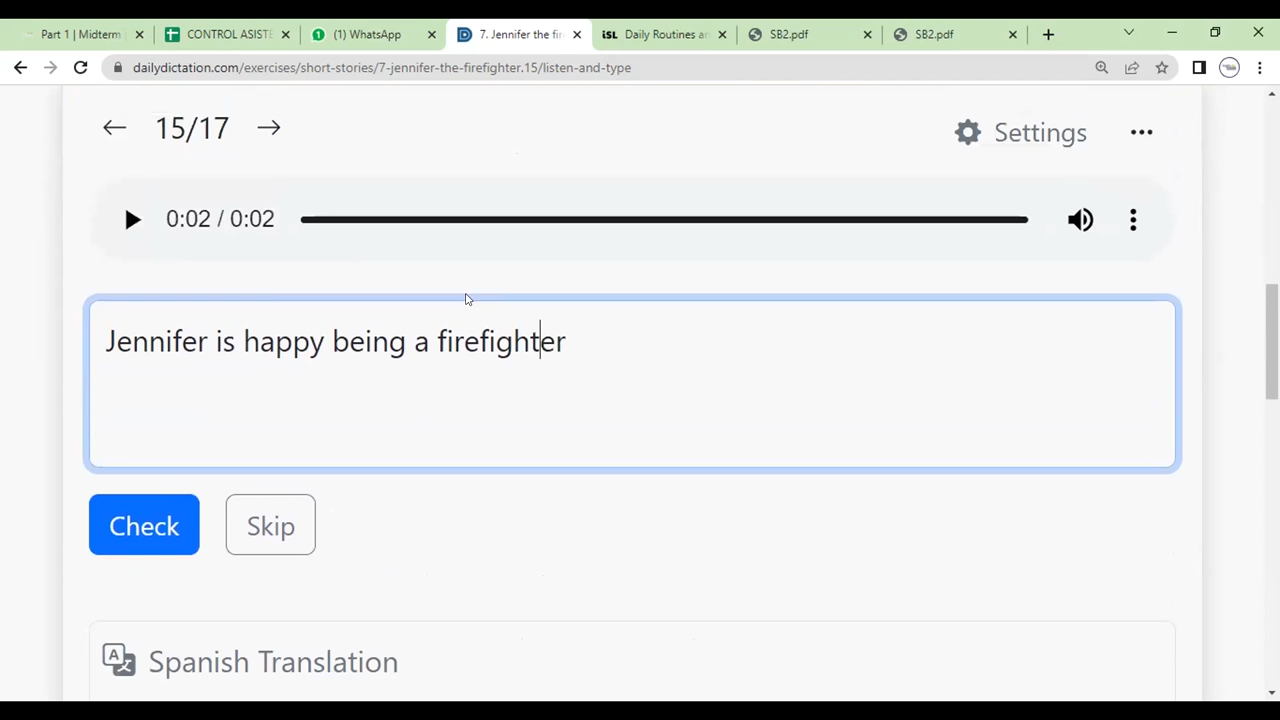 Part 1 | Midterm
CONTROL ASISTE
(1) WhatsApp
7. Jennifer the fir
iSL Daily Routines an
SB2.pdf
SB2.pdf
dailydictation.com/exercises/short-stories/7-jennifer-the-firefighter.15/listen-and-type
15/17
Settings
0:02 / 0:02
Jennifer is happy being a firefighter
Check
Skip
Spanish Translation